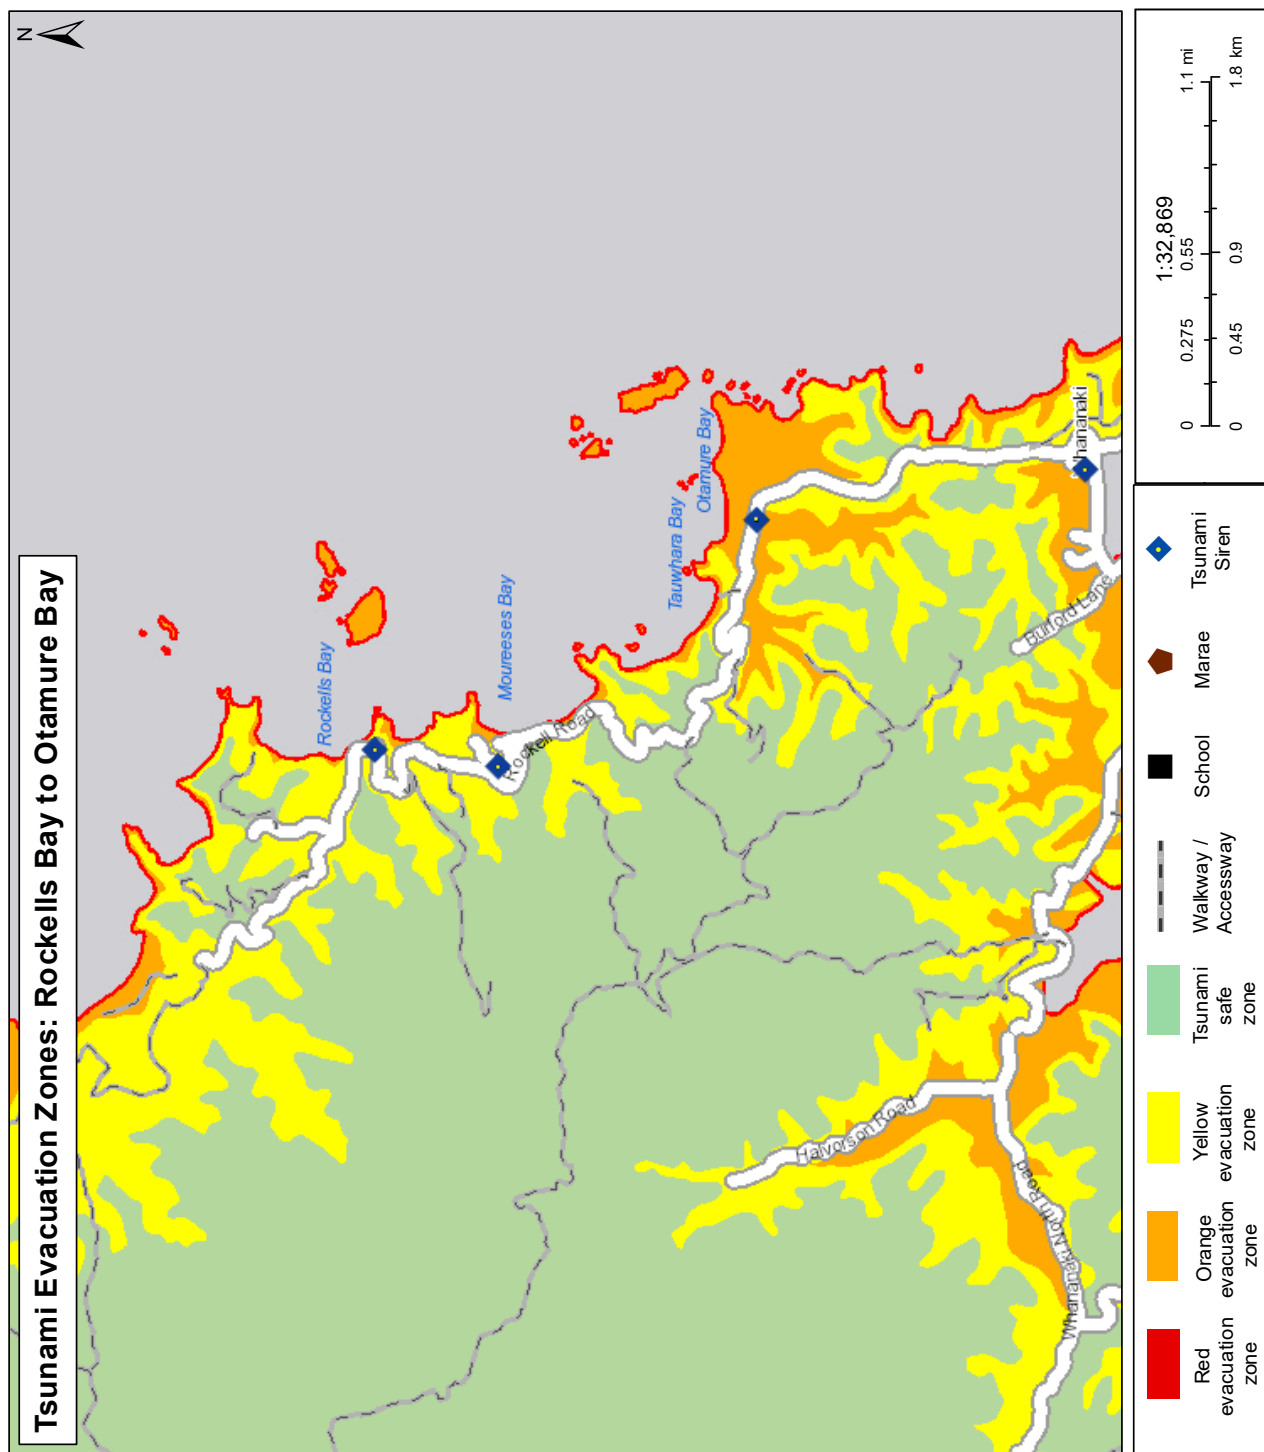 Tsunami Evacuation Zones: Rockells Bay to Otamure Bay
N
Rockells Bay
Moureeses Bay
Tauwhara Bay
Otamure Bay
Rockell Road
Whananaki
Burford Lane
Halvorson Road
Whananaki North Road
Red
evacuation
zone
Orange
evacuation
zone
Yellow
evacuation
zone
Tsunami
safe
zone
Walkway /
Accessway
School
Marae
Tsunami
Siren
1:32,869
0 0.275 0.55 1.1 mi
0 0.45 0.9 1.8 km